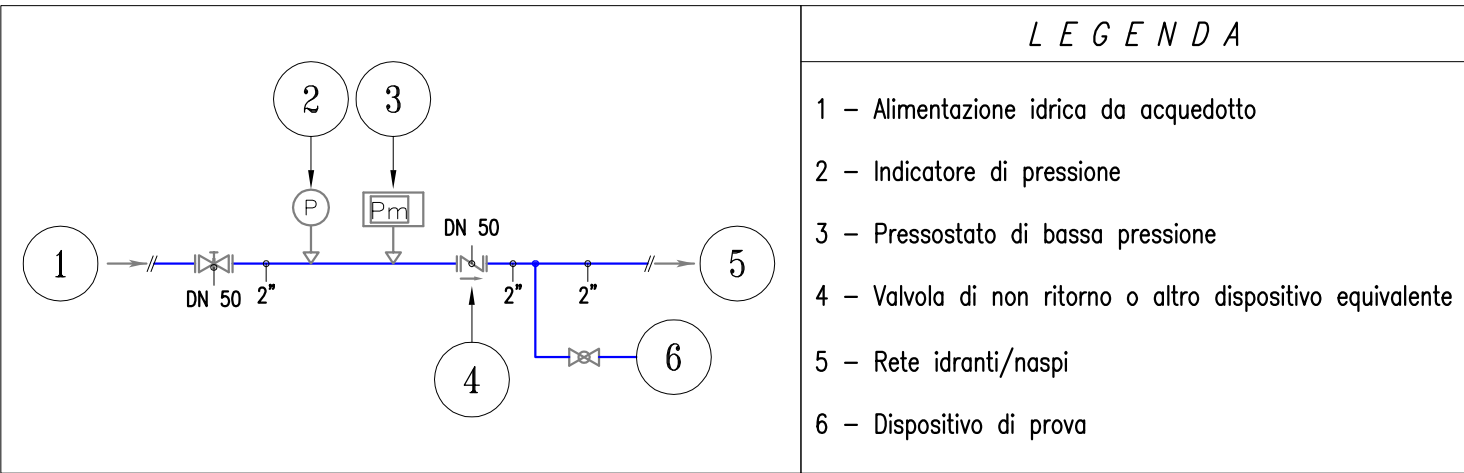 2
3
P
Pm
DN 50
1
5
DN 50
2"
2"
2"
4
6
L E G E N D A
1 – Alimentazione idrica da acquedotto
2 – Indicatore di pressione
3 – Pressostato di bassa pressione
4 – Valvola di non ritorno o altro dispositivo equivalente
5 – Rete idranti/naspi
6 – Dispositivo di prova